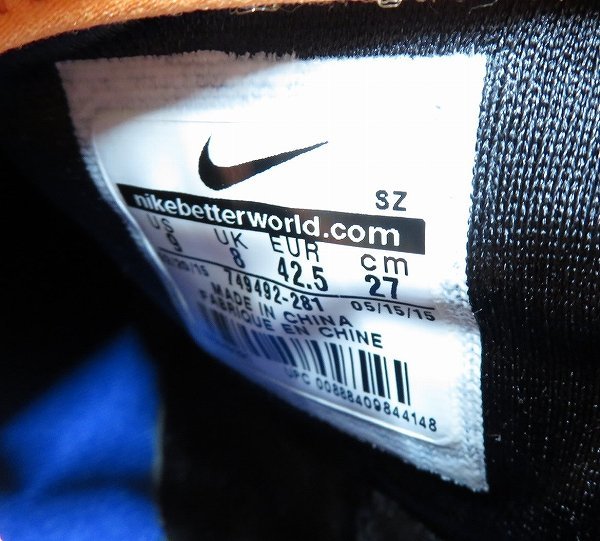 SZ
nikebetterworld.com
US UK EUR cm
9 8 42.5 27
749492-281 05/15/15
MADE IN CHINA
FABRIQUE EN CHINE
UPC 00888409844148